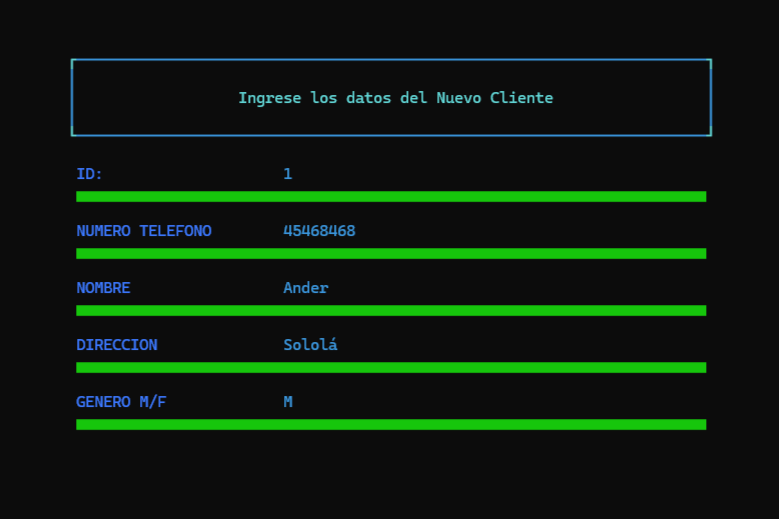 Ingrese los datos del Nuevo Cliente
ID: 1
NUMERO TELEFONO 45468468
NOMBRE Ander
DIRECCION Sololá
GENERO M/F M